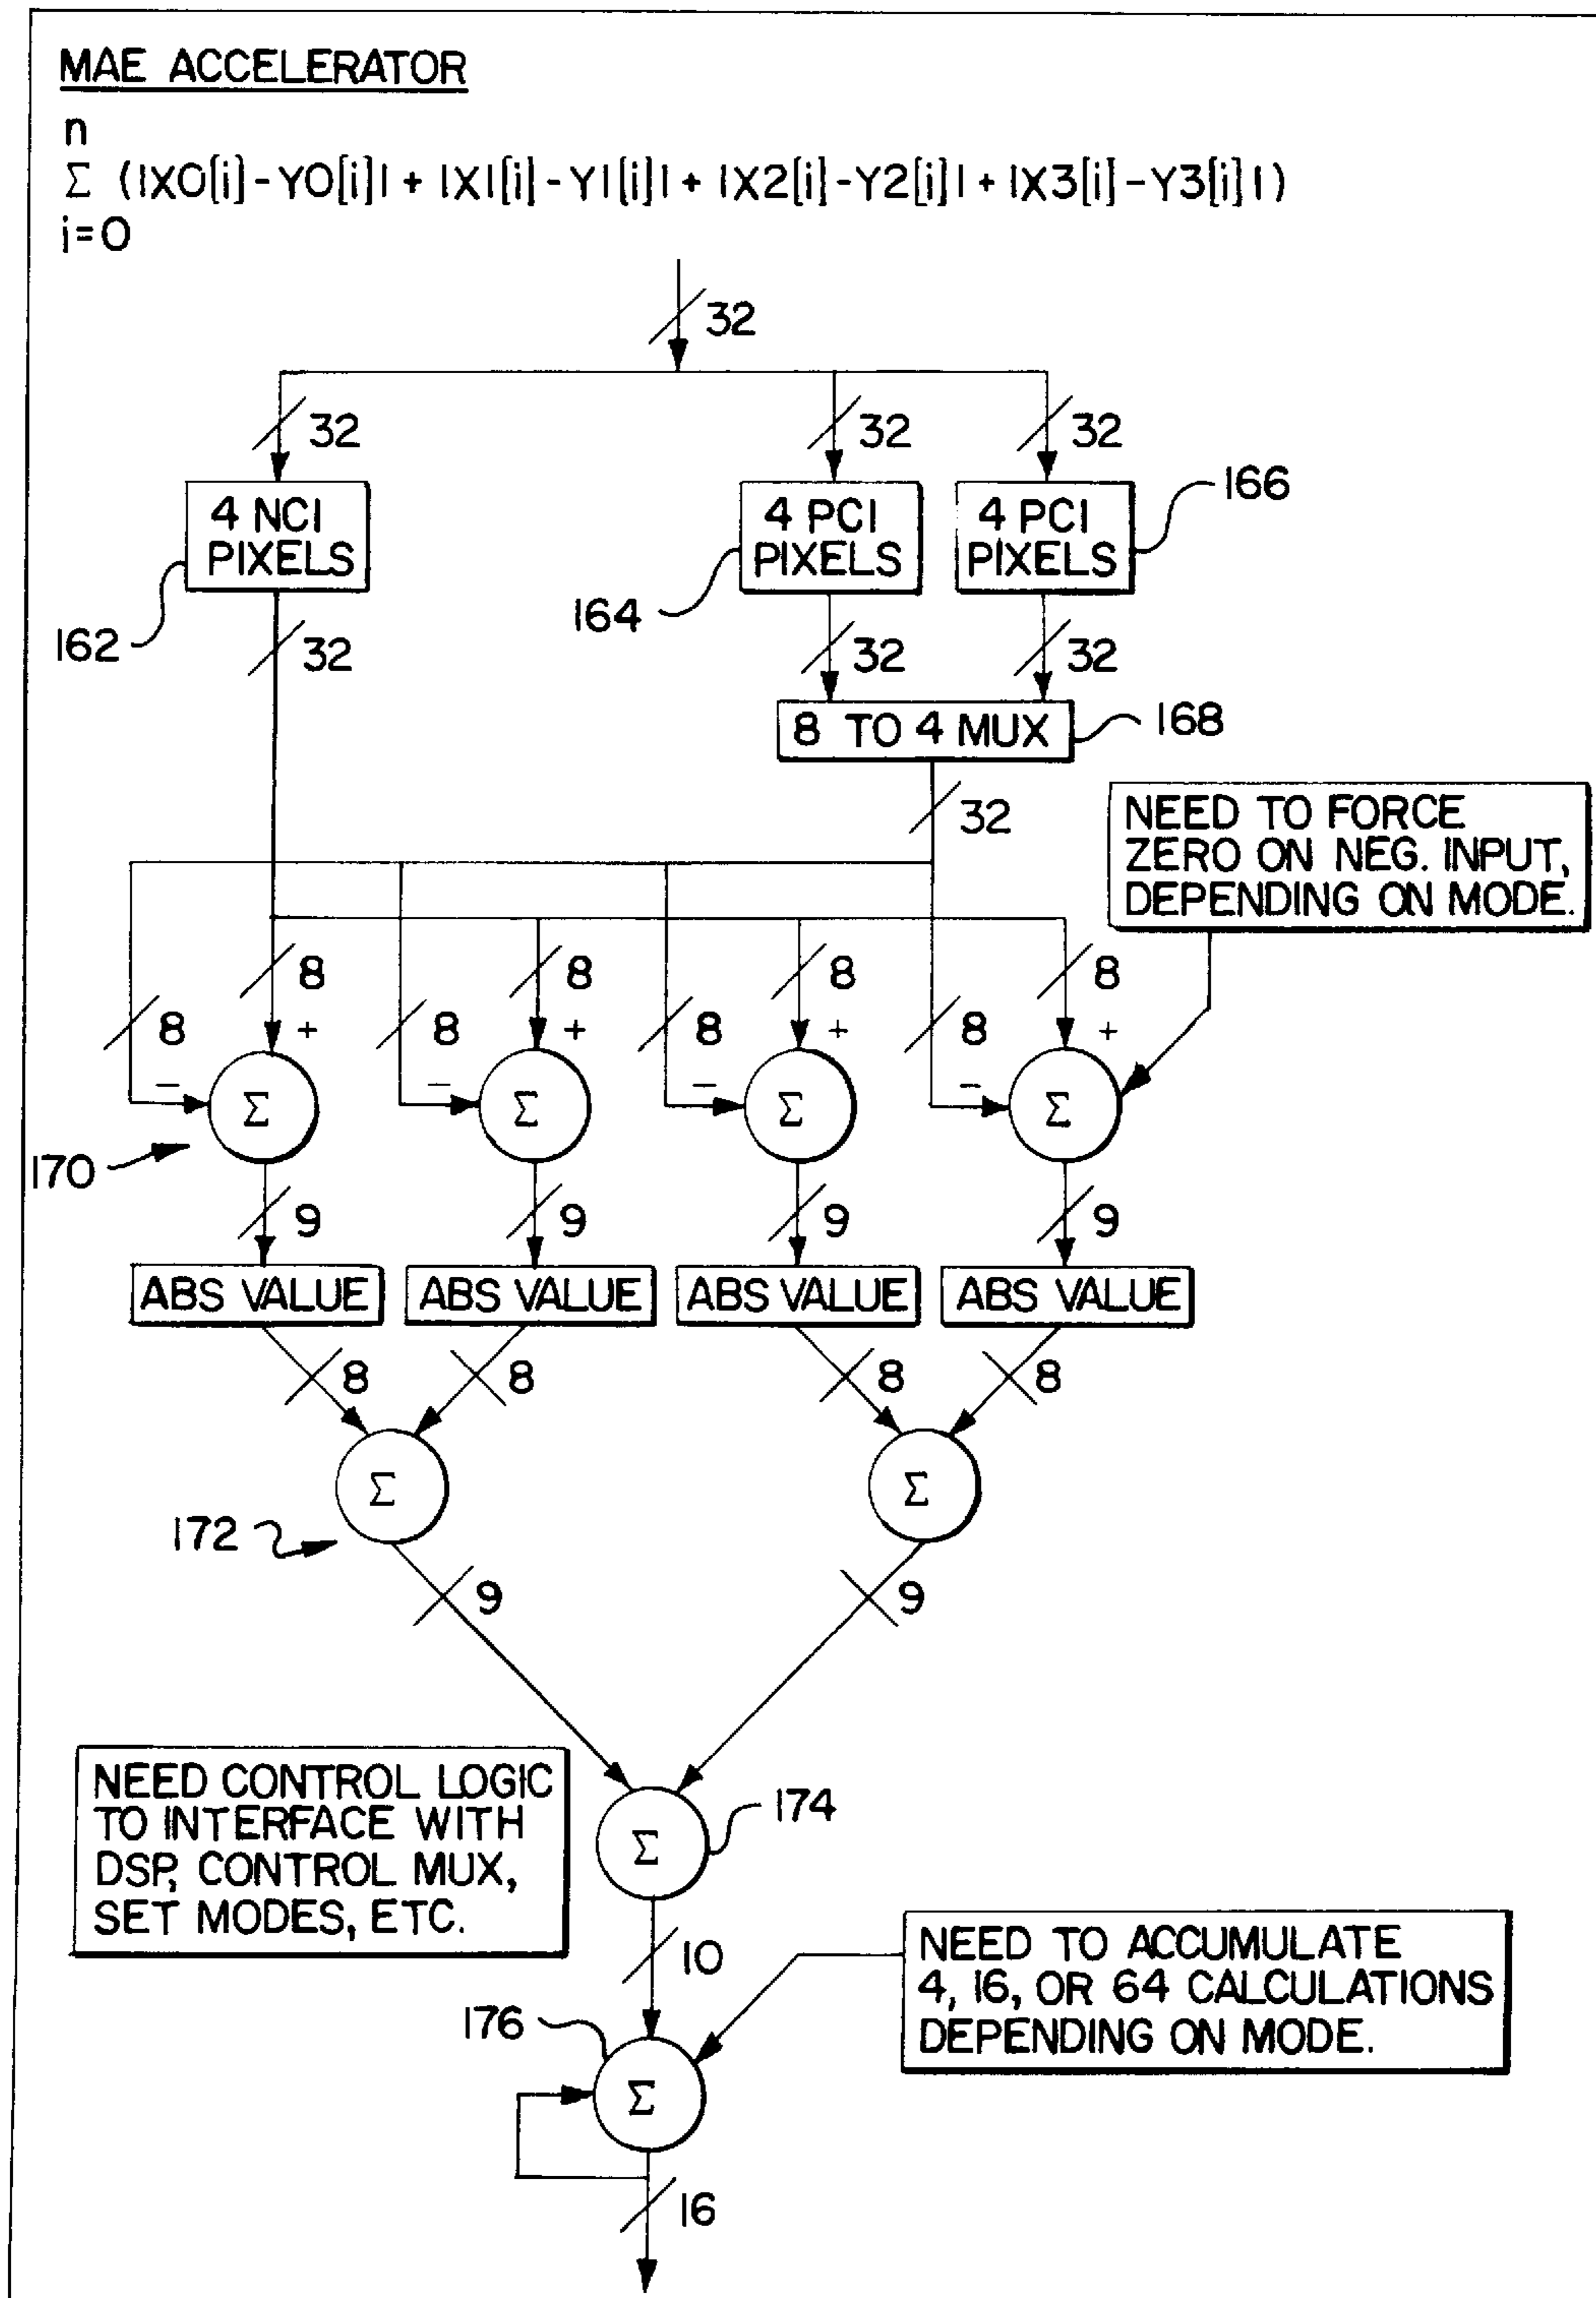 MAE ACCELERATOR
n
Σ (|X0[i]-Y0[i]| + |X1[i]-Y1[i]| + |X2[i]-Y2[i]| + |X3[i]-Y3[i]|)
i=0
32
32
32
32
4 NCI
PIXELS
4 PCI
PIXELS
4 PCI
PIXELS
166
162
164
32
32
32
8 TO 4 MUX
168
32
NEED TO FORCE
ZERO ON NEG. INPUT,
DEPENDING ON MODE.
8
8
8
8
8 +
8 +
8 +
8 +
− Σ
− Σ
− Σ
− Σ
170
9
9
9
9
ABS VALUE
ABS VALUE
ABS VALUE
ABS VALUE
8
8
8
8
Σ
Σ
172
9
9
NEED CONTROL LOGIC
TO INTERFACE WITH
DSP, CONTROL MUX,
SET MODES, ETC.
174
Σ
10
NEED TO ACCUMULATE
4, 16, OR 64 CALCULATIONS
DEPENDING ON MODE.
176
Σ
16